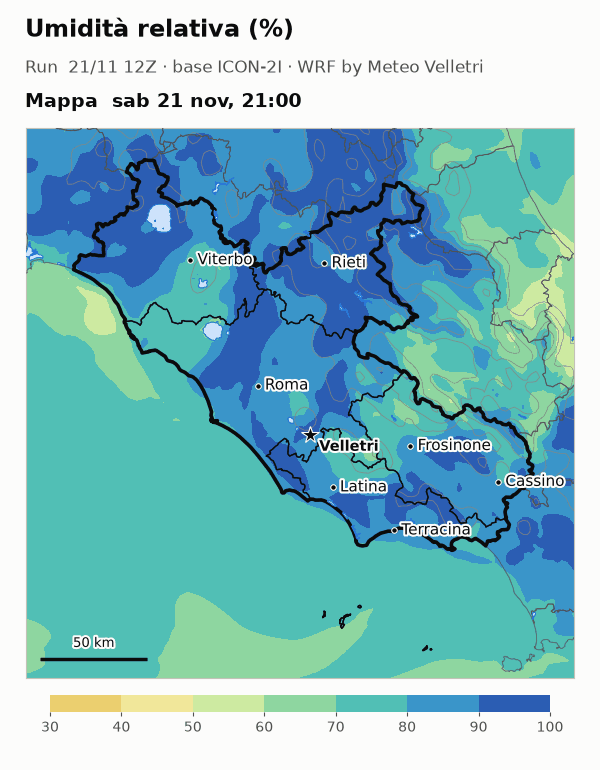 Umidità relativa (%)
Run  21/11 12Z · base ICON-2I · WRF by Meteo Velletri
Mappa  sab 21 nov, 21:00
Viterbo
Rieti
Roma
Velletri
Frosinone
Cassino
Latina
Terracina
50 km
30 40 50 60 70 80 90 100